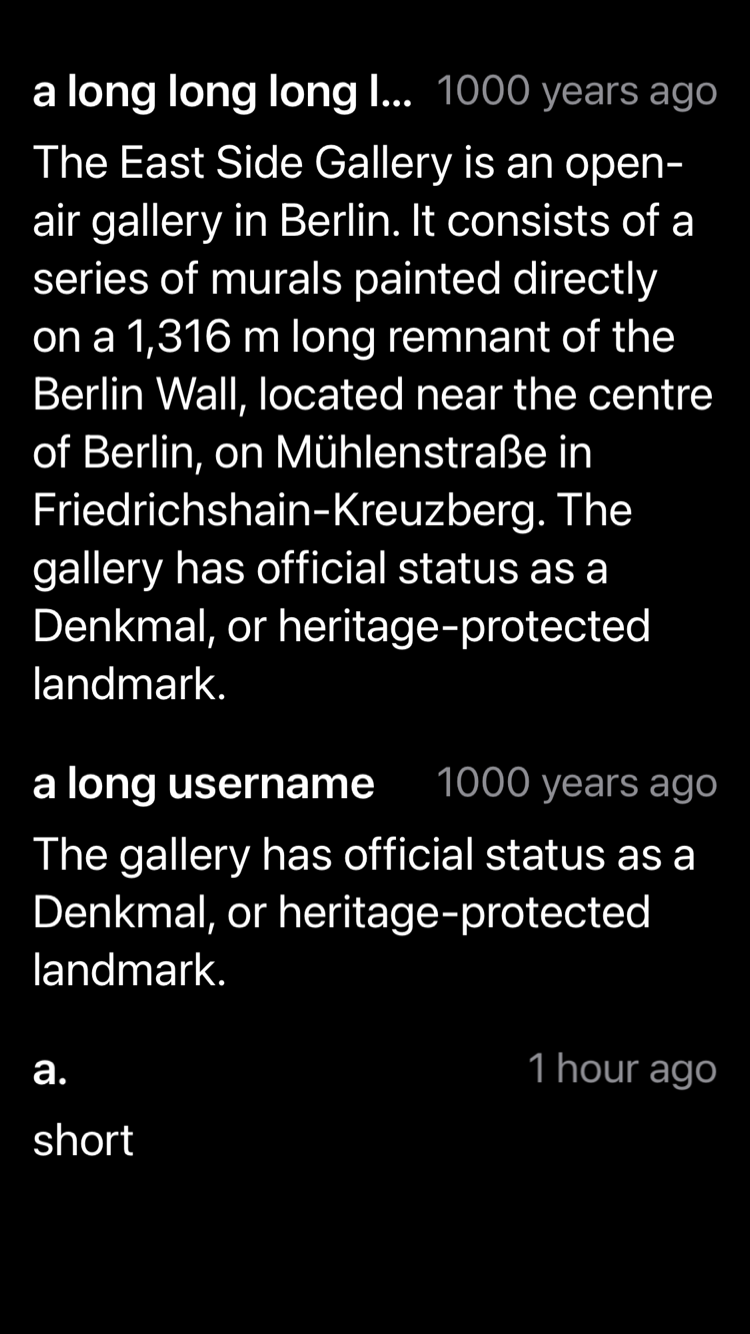 a long long long l... 1000 years ago
The East Side Gallery is an open-
air gallery in Berlin. It consists of a
series of murals painted directly
on a 1,316 m long remnant of the
Berlin Wall, located near the centre
of Berlin, on Mühlenstraße in
Friedrichshain-Kreuzberg. The
gallery has official status as a
Denkmal, or heritage-protected
landmark.
a long username 1000 years ago
The gallery has official status as a
Denkmal, or heritage-protected
landmark.
a. 1 hour ago
short